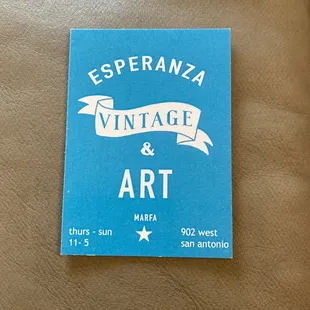 ESPERANZA
VINTAGE
&
ART
MARFA
thurs - sun
11- 5
902 west
san antonio